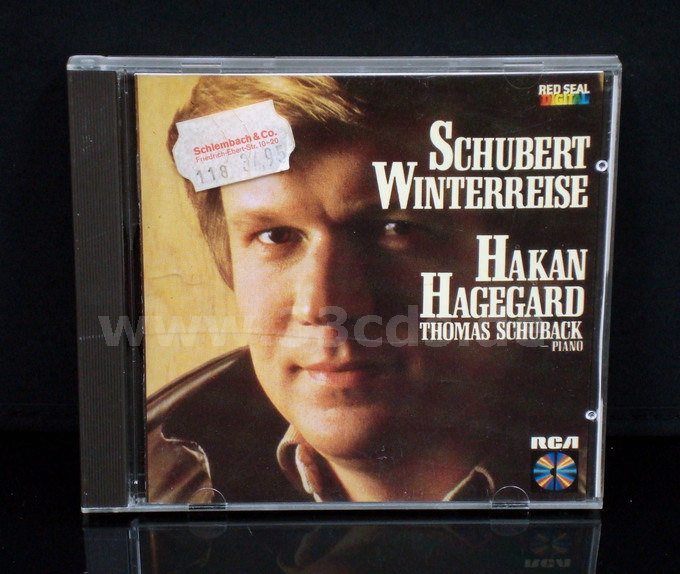 RED SEAL
DIGITAL
Schlembach & Co.
Friedrich-Ebert-Str. 10-20
118 34.95
SCHUBERT
WINTERREISE
HAKAN
HAGEGARD
THOMAS SCHUBACK
—PIANO
RCA